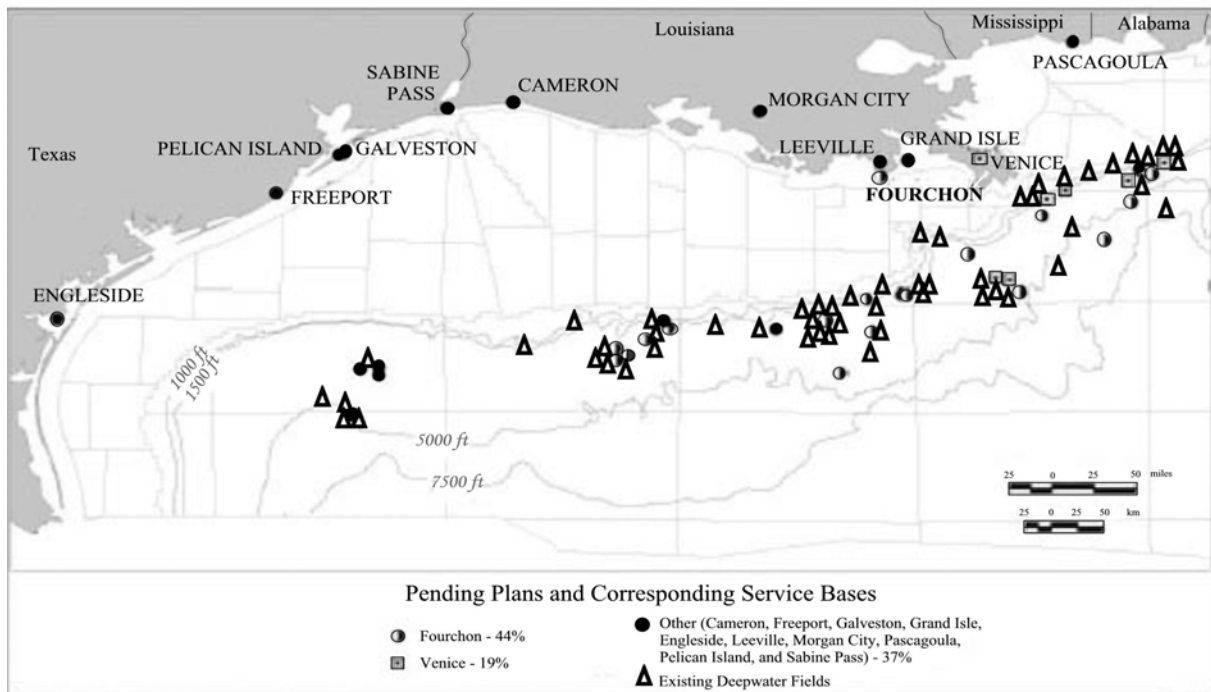 Louisiana
Mississippi
Alabama
PASCAGOULA
SABINE
PASS
CAMERON
MORGAN CITY
Texas
PELICAN ISLAND
GALVESTON
LEEVILLE
GRAND ISLE
VENICE
FREEPORT
FOURCHON
ENGLESIDE
1000 ft
1500 ft
5000 ft
7500 ft
25 0 25 50 miles
25 0 25 50 km
Pending Plans and Corresponding Service Bases
Fourchon - 44%
Venice - 19%
Other (Cameron, Freeport, Galveston, Grand Isle,
Engleside, Leeville, Morgan City, Pascagoula,
Pelican Island, and Sabine Pass) - 37%
Existing Deepwater Fields